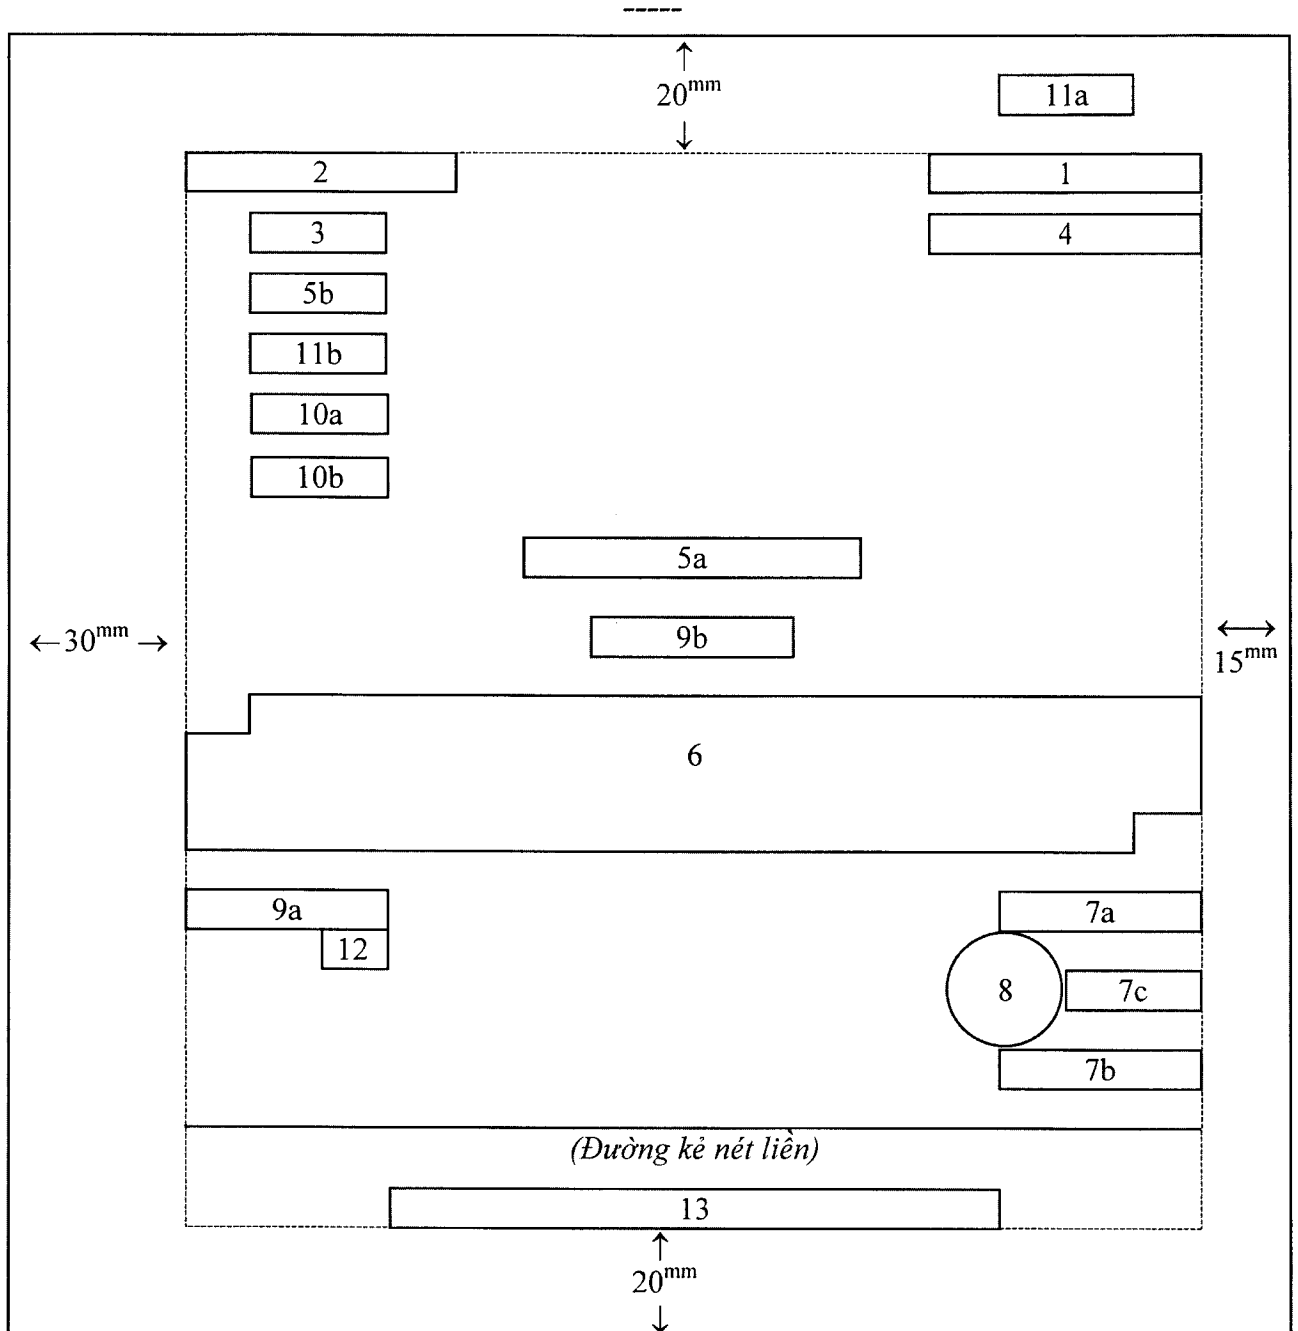 -----
20mm
11a
2
1
3
4
5b
11b
10a
10b
5a
9b
←30mm →
15mm
6
9a
7a
12
8
7c
7b
(Đường kẻ nét liền)
13
20mm